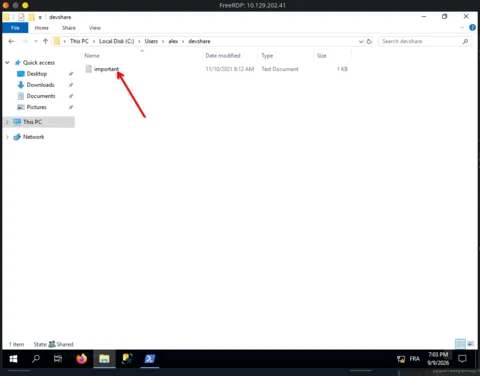 FreeRDP: 10.129.202.41
devshare
File Home Share View
This PC > Local Disk (C:) > Users > alex > devshare
Search devshare
Name Date modified Type Size
important 11/10/2021 8:12 AM Text Document 1 KB
Quick access
Desktop
Downloads
Documents
Pictures
This PC
Network
1 item State: Shared
FRA
7:03 PM
9/9/2026